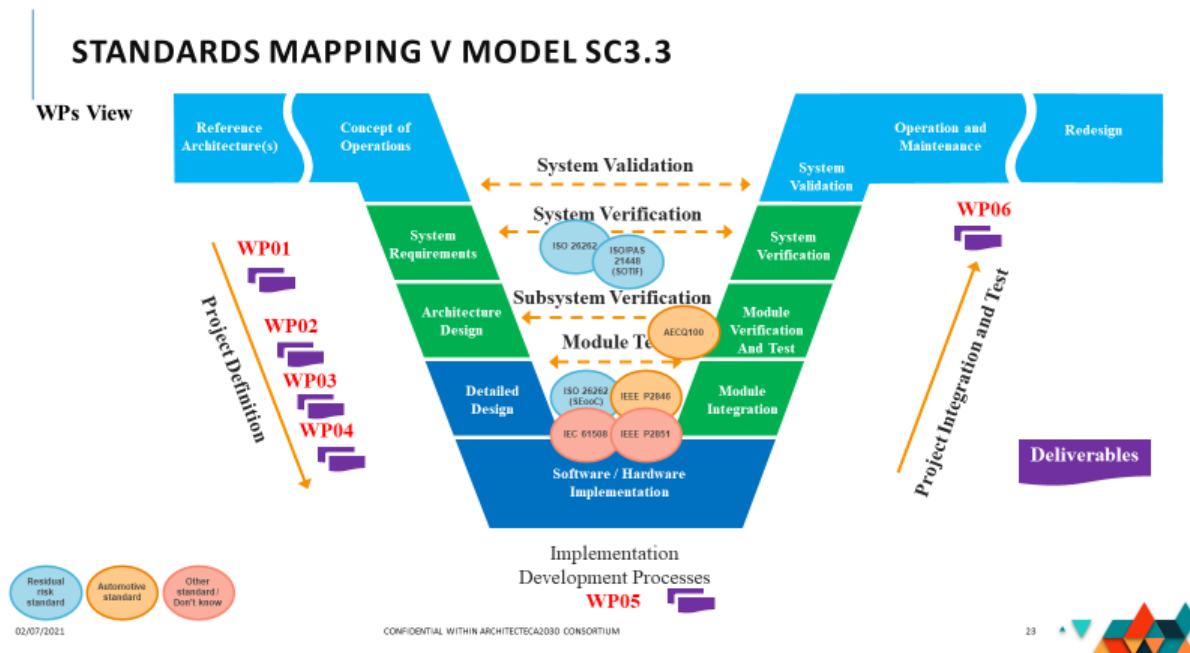 STANDARDS MAPPING V MODEL SC3.3
WPs View
Reference
Architecture(s)
Concept of
Operations
Operation and
Maintenance
Redesign
System Validation
System
Validation
System Verification
WP06
System
Requirements
ISO 26262
ISO/PAS
21448
(SOTIF)
System
Verification
WP01
Subsystem Verification
Architecture
Design
AECQ100
Module
Verification
And Test
WP02
Module
Project Definition
Project Integration and Test
WP03
Detailed
Design
ISO 26262
(SEooC)
IEEE P2846
Module
Integration
WP04
IEC 61508
IEEE P2851
Deliverables
Software / Hardware
Implementation
Implementation
Development Processes
WP05
Residual
risk
standard
Automotive
standard
Other
standard /
Don't know
02/07/2021
CONFIDENTIAL WITHIN ARCHITECTECA2030 CONSORTIUM
23